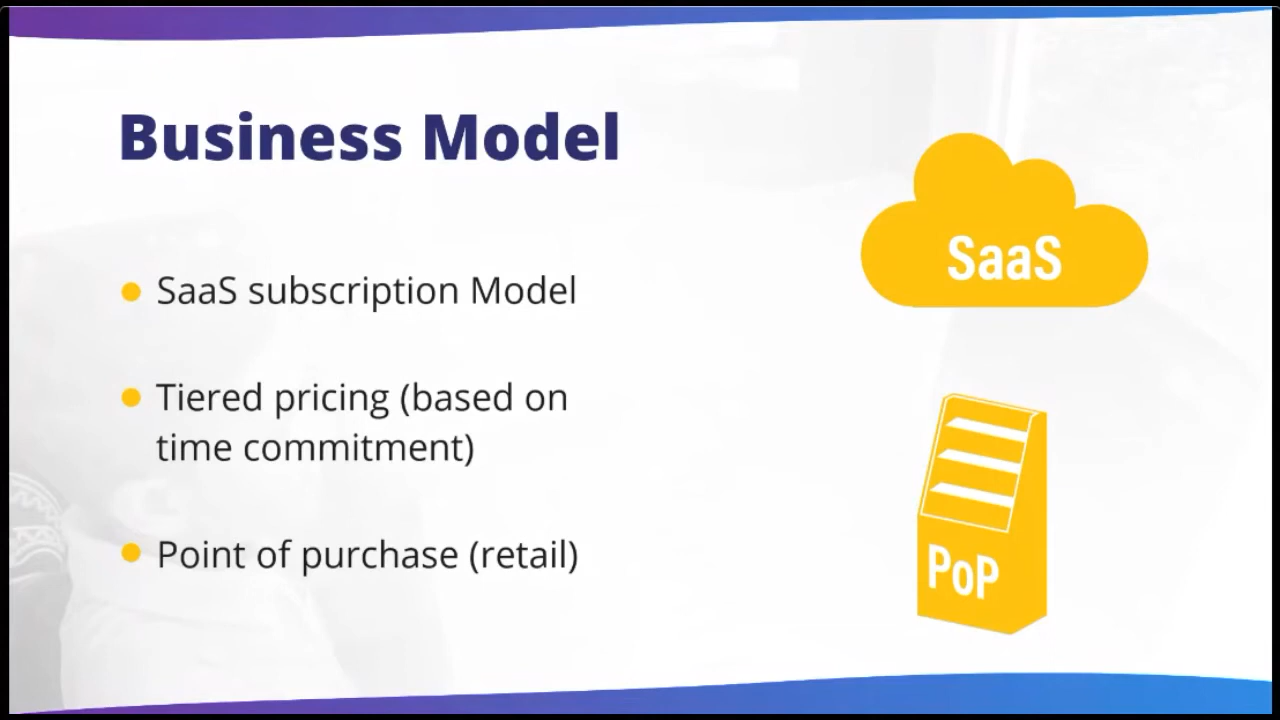 Business Model
SaaS subscription Model
Tiered pricing (based on
time commitment)
Point of purchase (retail)
SaaS
PoP